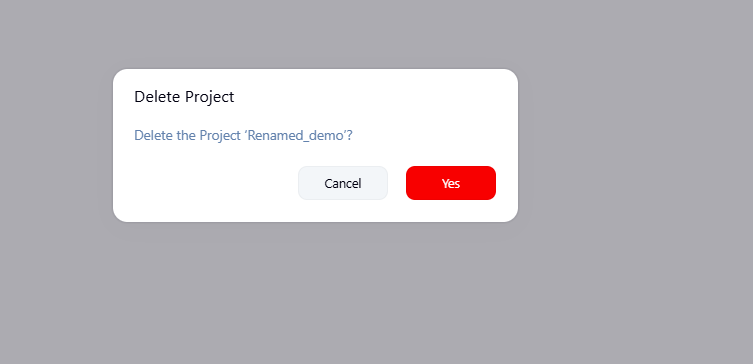 Delete Project
Delete the Project ‘Renamed_demo’?
Cancel
Yes